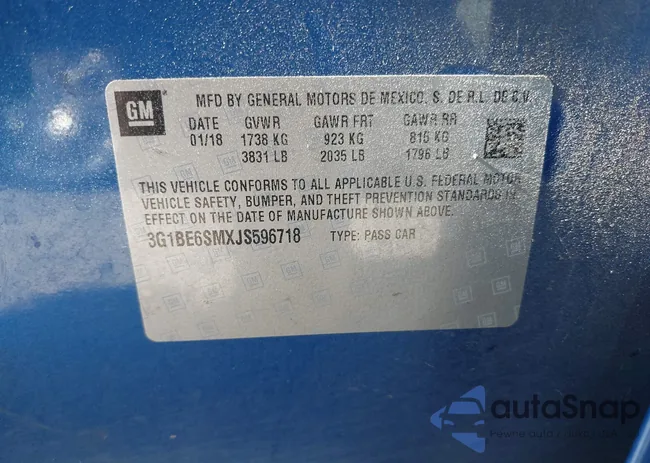 GM
MFD BY GENERAL MOTORS DE MEXICO, S. DE R.L. DE C.V.
DATE GVWR GAWR FRT GAWR RR
01/18 1738 KG 923 KG 815 KG
3831 LB 2035 LB 1796 LB
THIS VEHICLE CONFORMS TO ALL APPLICABLE U.S. FEDERAL MOTOR
VEHICLE SAFETY, BUMPER, AND THEFT PREVENTION STANDARDS IN
EFFECT ON THE DATE OF MANUFACTURE SHOWN ABOVE.
3G1BE6SMXJS596718 TYPE: PASS CAR
autaSnap
Pewne auto